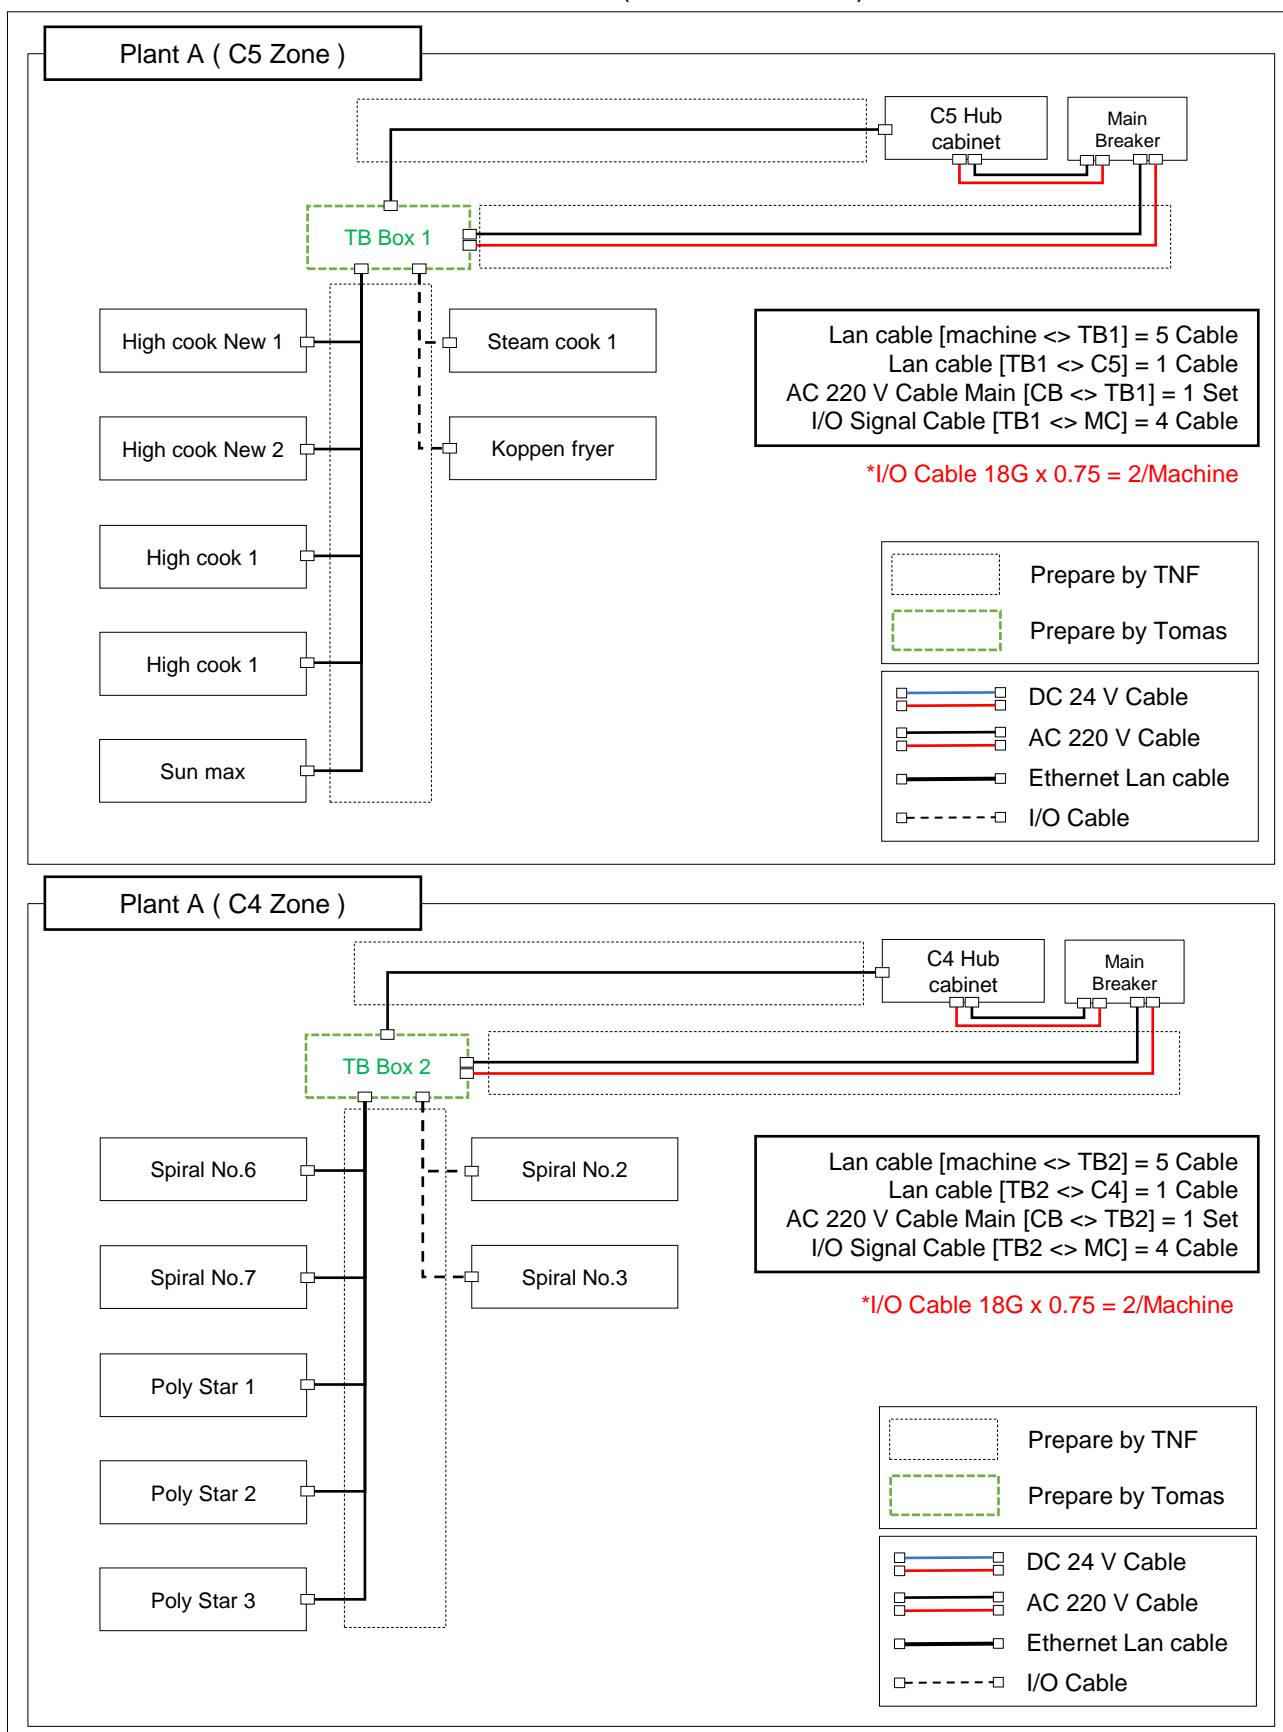 Plant A ( C5 Zone )
C5 Hub
cabinet
Main
Breaker
TB Box 1
High cook New 1
Steam cook 1
High cook New 2
Koppen fryer
High cook 1
High cook 1
Sun max
Lan cable [machine <> TB1] = 5 Cable
Lan cable [TB1 <> C5] = 1 Cable
AC 220 V Cable Main [CB <> TB1] = 1 Set
I/O Signal Cable [TB1 <> MC] = 4 Cable
*I/O Cable 18G x 0.75 = 2/Machine
Prepare by TNF
Prepare by Tomas
DC 24 V Cable
AC 220 V Cable
Ethernet Lan cable
I/O Cable
Plant A ( C4 Zone )
C4 Hub
cabinet
Main
Breaker
TB Box 2
Spiral No.6
Spiral No.2
Spiral No.7
Spiral No.3
Poly Star 1
Poly Star 2
Poly Star 3
Lan cable [machine <> TB2] = 5 Cable
Lan cable [TB2 <> C4] = 1 Cable
AC 220 V Cable Main [CB <> TB2] = 1 Set
I/O Signal Cable [TB2 <> MC] = 4 Cable
*I/O Cable 18G x 0.75 = 2/Machine
Prepare by TNF
Prepare by Tomas
DC 24 V Cable
AC 220 V Cable
Ethernet Lan cable
I/O Cable